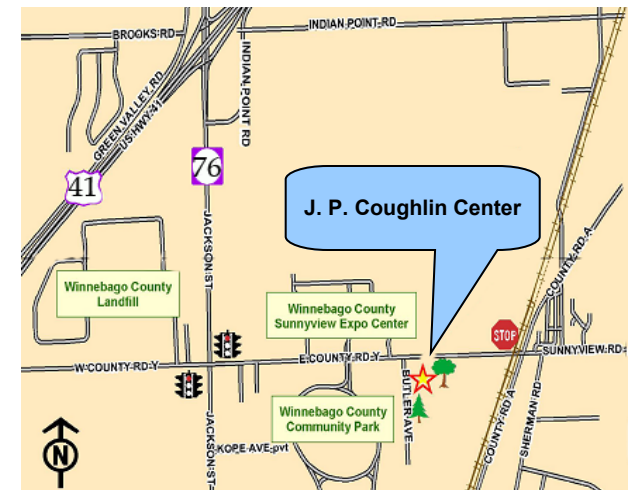 BROOKS RD
INDIAN POINT RD
INDIAN POINT RD
GREEN VALLEY RD
US HWY 41
76
41
J. P. Coughlin Center
JACKSON ST
COUNTY RD A
Winnebago County
Landfill
Winnebago County
Sunnyview Expo Center
STOP
W COUNTY RD Y
E COUNTY RD Y
SUNNYVIEW RD
BUTLER AVE
Winnebago County
Community Park
JACKSON ST
KOPE AVE pvt
COUNTY RD A
SHERMAN RD
N